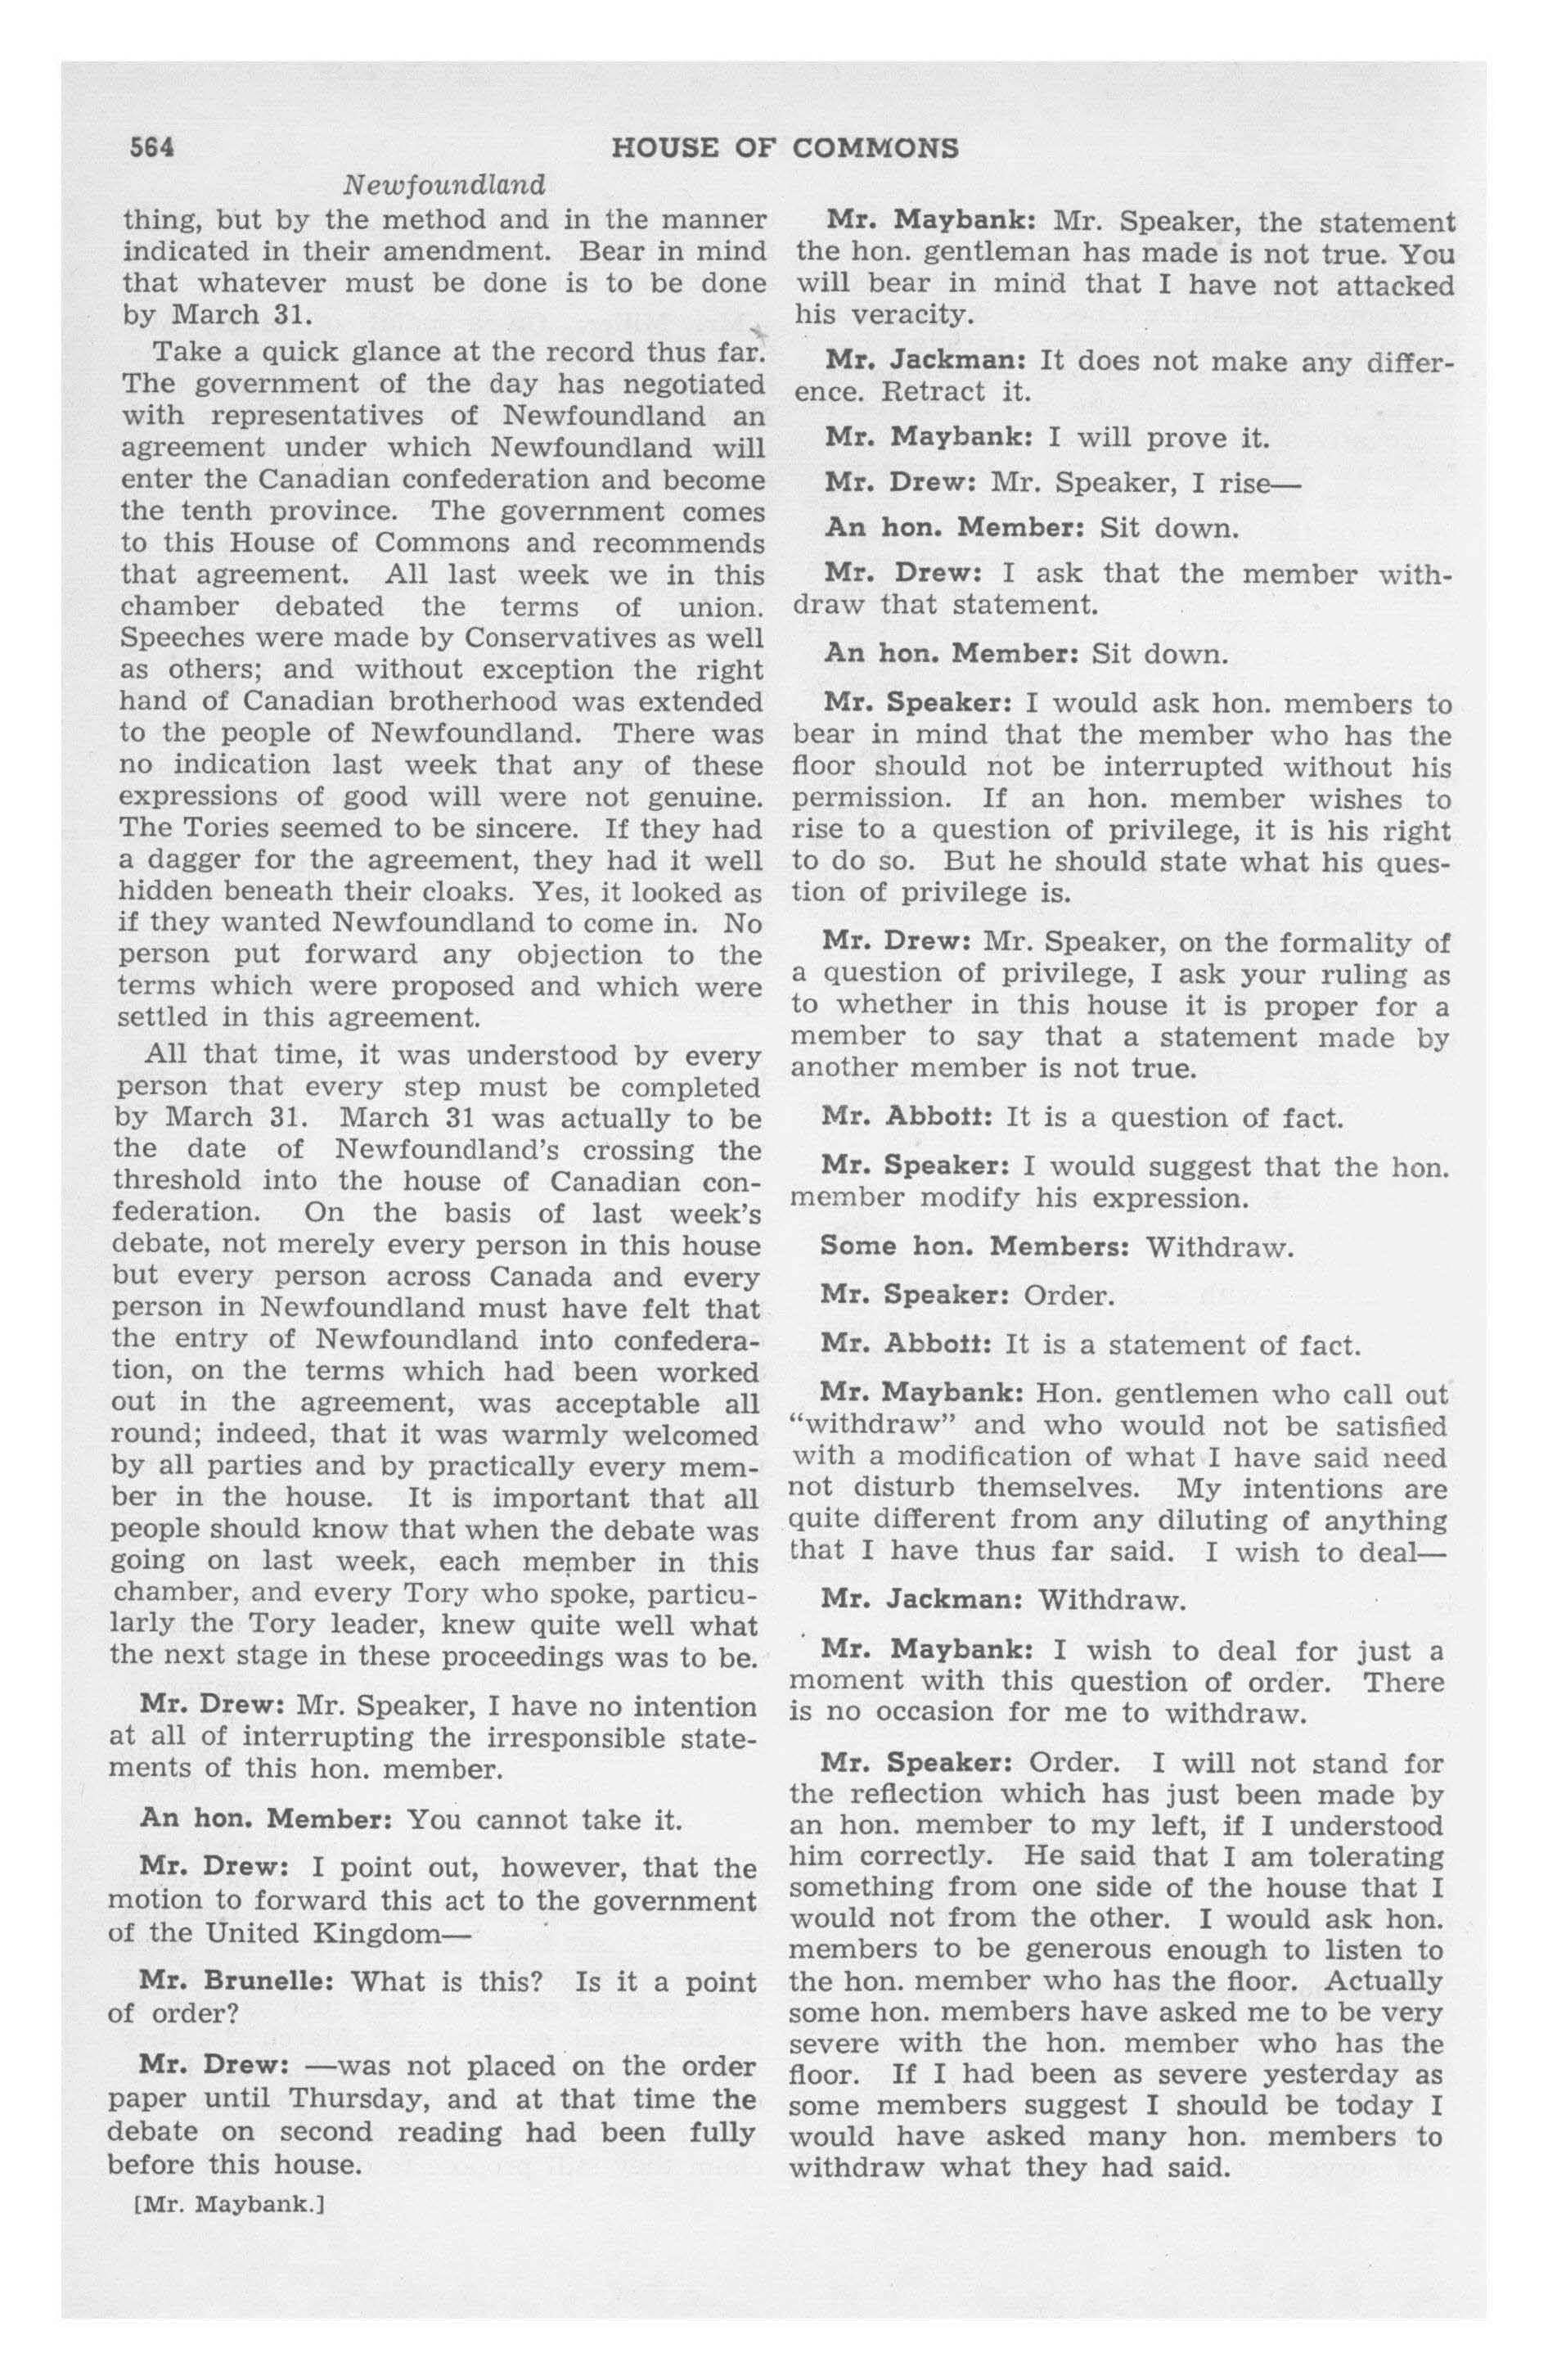 564
HOUSE OF COMMONS
Newfoundland
thing, but by the method and in the manner
indicated in their amendment. Bear in mind
that whatever must be done is to be done
by March 31.
Take a quick glance at the record thus far.
The government of the day has negotiated
with representatives of Newfoundland an
agreement under which Newfoundland will
enter the Canadian confederation and become
the tenth province. The government comes
to this House of Commons and recommends
that agreement. All last week we in this
chamber debated the terms of union.
Speeches were made by Conservatives as well
as others; and without exception the right
hand of Canadian brotherhood was extended
to the people of Newfoundland. There was
no indication last week that any of these
expressions of good will were not genuine.
The Tories seemed to be sincere. If they had
a dagger for the agreement, they had it well
hidden beneath their cloaks. Yes, it looked as
if they wanted Newfoundland to come in. No
person put forward any objection to the
terms which were proposed and which were
settled in this agreement.
All that time, it was understood by every
person that every step must be completed
by March 31. March 31 was actually to be
the date of Newfoundland's crossing the
threshold into the house of Canadian con-
federation. On the basis of last week's
debate, not merely every person in this house
but every person across Canada and every
person in Newfoundland must have felt that
the entry of Newfoundland into confedera-
tion, on the terms which had been worked
out in the agreement, was acceptable all
round; indeed, that it was warmly welcomed
by all parties and by practically every mem-
ber in the house. It is important that all
people should know that when the debate was
going on last week, each member in this
chamber, and every Tory who spoke, particu-
larly the Tory leader, knew quite well what
the next stage in these proceedings was to be.
Mr. Drew: Mr. Speaker, I have no intention
at all of interrupting the irresponsible state-
ments of this hon. member.
An hon. Member: You cannot take it.
Mr. Drew: I point out, however, that the
motion to forward this act to the government
of the United Kingdom—
Mr. Brunelle: What is this? Is it a point
of order?
Mr. Drew: —was not placed on the order
paper until Thursday, and at that time the
debate on second reading had been fully
before this house.
[Mr. Maybank.]
Mr. Maybank: Mr. Speaker, the statement
the hon. gentleman has made is not true. You
will bear in mind that I have not attacked
his veracity.
Mr. Jackman: It does not make any differ-
ence. Retract it.
Mr. Maybank: I will prove it.
Mr. Drew: Mr. Speaker, I rise—
An hon. Member: Sit down.
Mr. Drew: I ask that the member with-
draw that statement.
An hon. Member: Sit down.
Mr. Speaker: I would ask hon. members to
bear in mind that the member who has the
floor should not be interrupted without his
permission. If an hon. member wishes to
rise to a question of privilege, it is his right
to do so. But he should state what his ques-
tion of privilege is.
Mr. Drew: Mr. Speaker, on the formality of
a question of privilege, I ask your ruling as
to whether in this house it is proper for a
member to say that a statement made by
another member is not true.
Mr. Abbott: It is a question of fact.
Mr. Speaker: I would suggest that the hon.
member modify his expression.
Some hon. Members: Withdraw.
Mr. Speaker: Order.
Mr. Abbott: It is a statement of fact.
Mr. Maybank: Hon. gentlemen who call out
“withdraw” and who would not be satisfied
with a modification of what I have said need
not disturb themselves. My intentions are
quite different from any diluting of anything
that I have thus far said. I wish to deal—
Mr. Jackman: Withdraw.
Mr. Maybank: I wish to deal for just a
moment with this question of order. There
is no occasion for me to withdraw.
Mr. Speaker: Order. I will not stand for
the reflection which has just been made by
an hon. member to my left, if I understood
him correctly. He said that I am tolerating
something from one side of the house that I
would not from the other. I would ask hon.
members to be generous enough to listen to
the hon. member who has the floor. Actually
some hon. members have asked me to be very
severe with the hon. member who has the
floor. If I had been as severe yesterday as
some members suggest I should be today I
would have asked many hon. members to
withdraw what they had said.